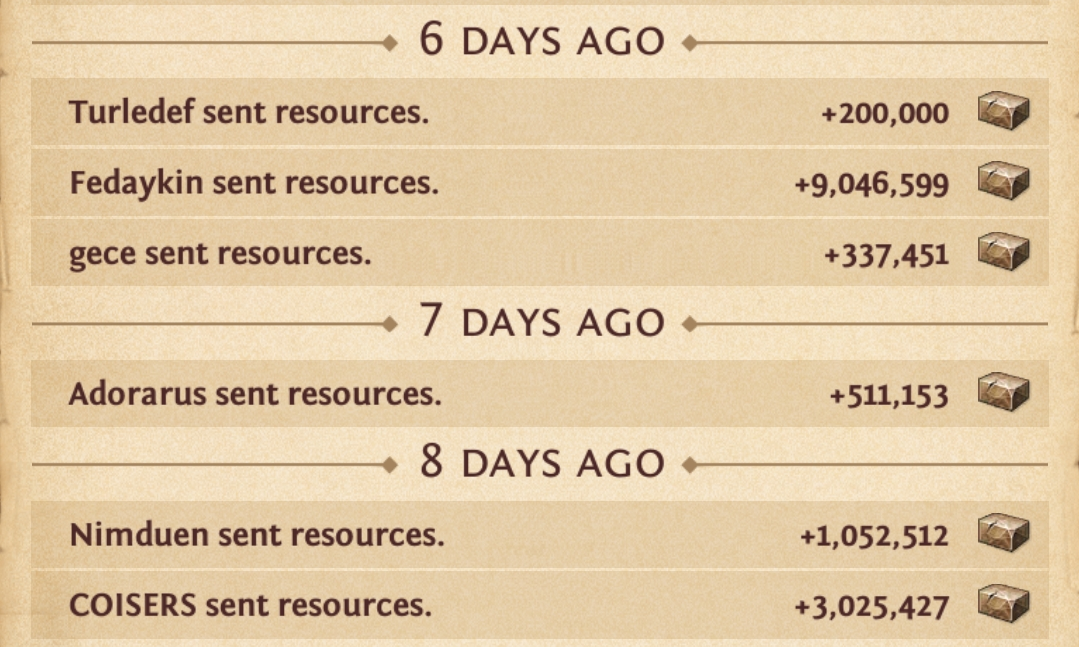 6 DAYS AGO
Turledef sent resources. +200,000
Fedaykin sent resources. +9,046,599
gece sent resources. +337,451
7 DAYS AGO
Adorarus sent resources. +511,153
8 DAYS AGO
Nimduen sent resources. +1,052,512
COISERS sent resources. +3,025,427